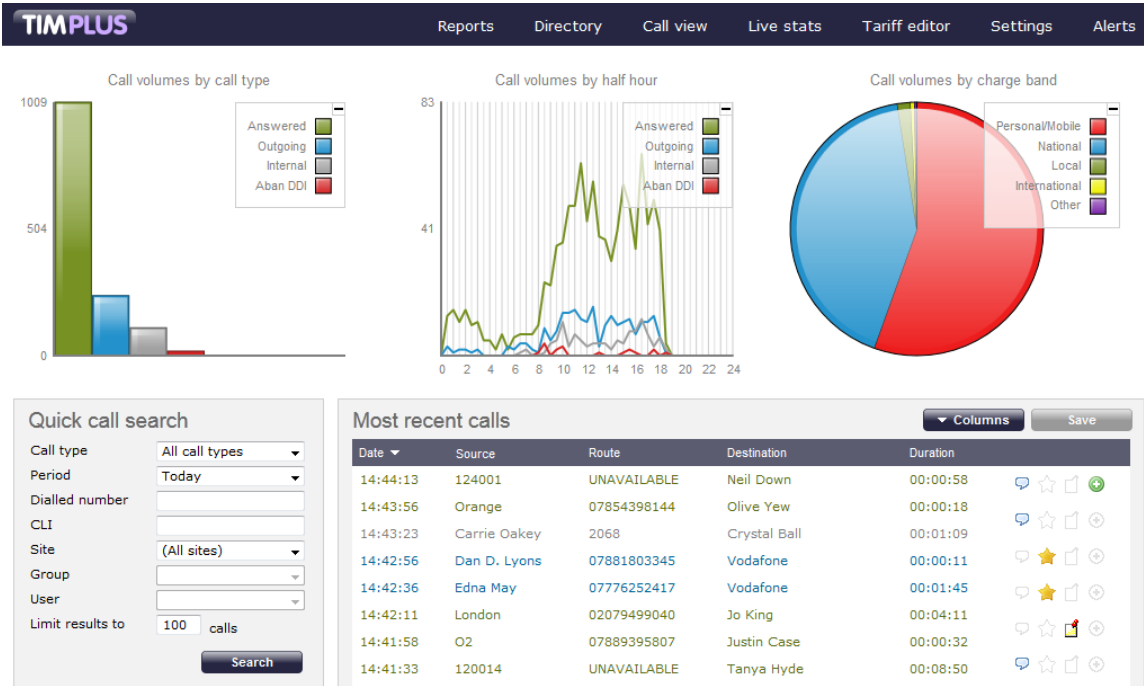 TIMPLUS
Reports Directory Call view Live stats Tariff editor Settings Alerts
Call volumes by call type
1009
504
0
Answered
Outgoing
Internal
Aban DDI
Call volumes by half hour
83
41
Answered
Outgoing
Internal
Aban DDI
0 2 4 6 8 10 12 14 16 18 20 22 24
Call volumes by charge band
Personal/Mobile
National
Local
International
Other
Quick call search
Call type All call types
Period Today
Dialled number
CLI
Site (All sites)
Group
User
Limit results to 100 calls
Search
Most recent calls Columns Save
Date Source Route Destination Duration
14:44:13 124001 UNAVAILABLE Neil Down 00:00:58
14:43:56 Orange 07854398144 Olive Yew 00:00:18
14:43:23 Carrie Oakey 2068 Crystal Ball 00:01:09
14:42:56 Dan D. Lyons 07881803345 Vodafone 00:00:11
14:42:36 Edna May 07776252417 Vodafone 00:01:45
14:42:11 London 02079499040 Jo King 00:04:11
14:41:58 O2 07889395807 Justin Case 00:00:32
14:41:33 120014 UNAVAILABLE Tanya Hyde 00:08:50